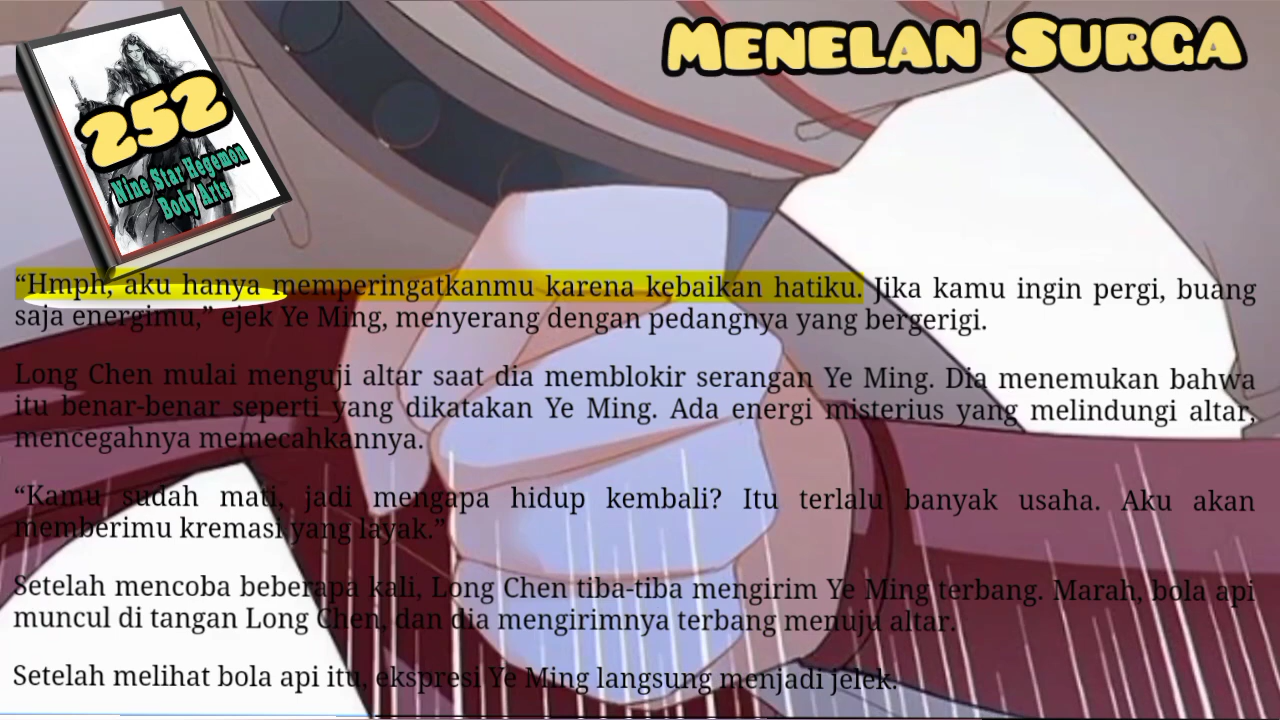 MENELAN SURGA
252
Nine Star Hegemon
Body Arts
“Hmph, aku hanya memperingatkanmu karena kebaikan hatiku. Jika kamu ingin pergi, buang
saja energimu,” ejek Ye Ming, menyerang dengan pedangnya yang bergerigi.
Long Chen mulai menguji altar saat dia memblokir serangan Ye Ming. Dia menemukan bahwa
itu benar-benar seperti yang dikatakan Ye Ming. Ada energi misterius yang melindungi altar,
mencegahnya memecahkannya.
“Kamu sudah mati, jadi mengapa hidup kembali? Itu terlalu banyak usaha. Aku akan
memberimu kremasi yang layak.”
Setelah mencoba beberapa kali, Long Chen tiba-tiba mengirim Ye Ming terbang. Marah, bola api
muncul di tangan Long Chen, dan dia mengirimnya terbang menuju altar.
Setelah melihat bola api itu, ekspresi Ye Ming langsung menjadi jelek.